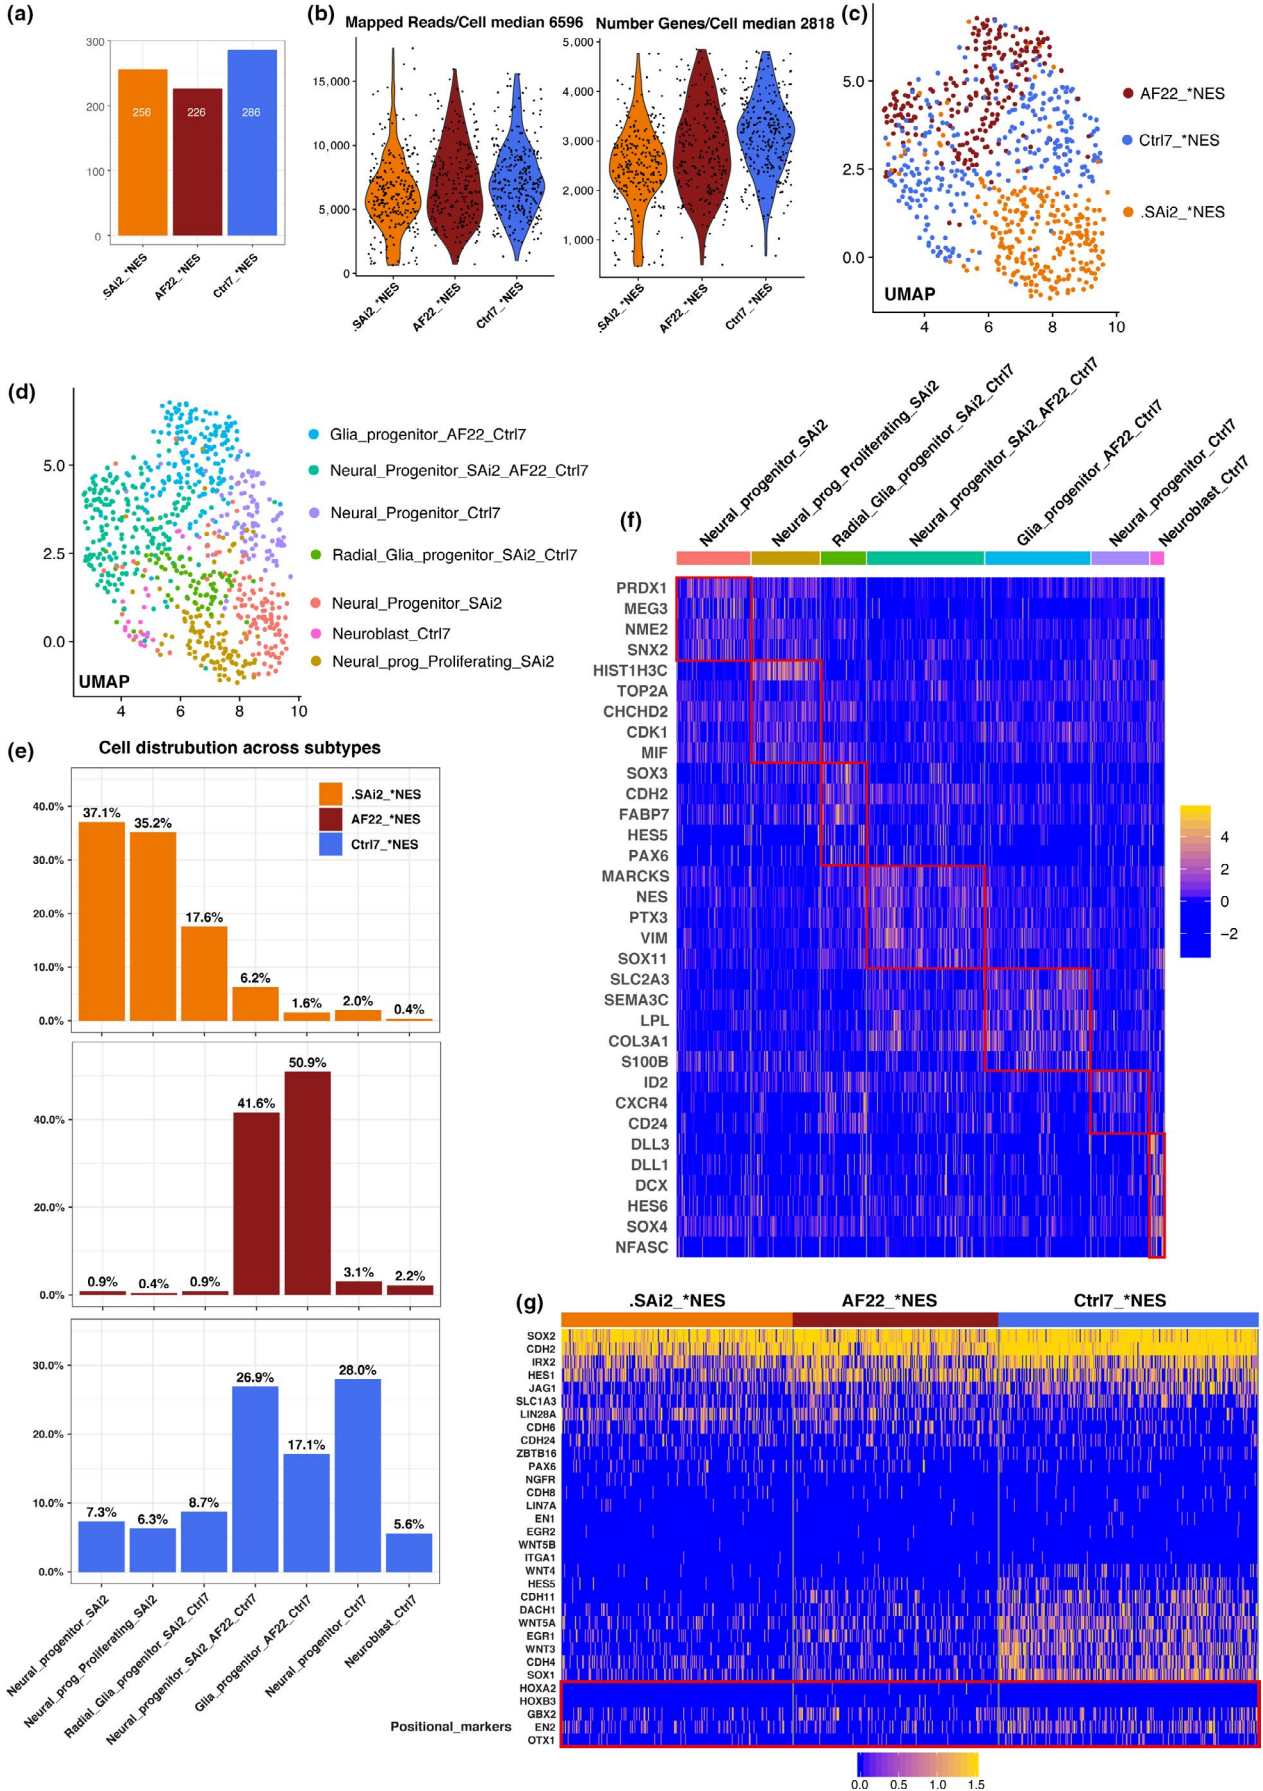 (a)
300
200
100
0
256
226
286
.SAi2_*NES
AF22_*NES
Ctrl7_*NES
(b)
Mapped Reads/Cell median 6596
15,000
10,000
5,000
0
.SAi2_*NES
AF22_*NES
Ctrl7_*NES
Number Genes/Cell median 2818
5,000
4,000
3,000
2,000
1,000
.SAi2_*NES
AF22_*NES
Ctrl7_*NES
(c)
5.0
2.5
0.0
UMAP
4 6 8 10
AF22_*NES
Ctrl7_*NES
.SAi2_*NES
(d)
5.0
2.5
0.0
UMAP
4 6 8 10
Glia_progenitor_AF22_Ctrl7
Neural_Progenitor_SAi2_AF22_Ctrl7
Neural_Progenitor_Ctrl7
Radial_Glia_progenitor_SAi2_Ctrl7
Neural_Progenitor_SAi2
Neuroblast_Ctrl7
Neural_prog_Proliferating_SAi2
(e)
Cell distrubution across subtypes
.SAi2_*NES
AF22_*NES
Ctrl7_*NES
40.0%
30.0%
20.0%
10.0%
0.0%
37.1%
35.2%
17.6%
6.2%
1.6%
2.0%
0.4%
40.0%
20.0%
0.0%
0.9%
0.4%
0.9%
41.6%
50.9%
3.1%
2.2%
30.0%
20.0%
10.0%
0.0%
7.3%
6.3%
8.7%
26.9%
17.1%
28.0%
5.6%
Neural_progenitor_SAi2
Neural_prog_Proliferating_SAi2
Radial_Glia_progenitor_SAi2_Ctrl7
Neural_progenitor_SAi2_AF22_Ctrl7
Glia_progenitor_AF22_Ctrl7
Neural_progenitor_Ctrl7
Neuroblast_Ctrl7
(f)
Neural_progenitor_SAi2
Neural_prog_Proliferating_SAi2
Radial_Glia_progenitor_SAi2_Ctrl7
Neural_progenitor_SAi2_AF22_Ctrl7
Glia_progenitor_AF22_Ctrl7
Neural_progenitor_Ctrl7
Neuroblast_Ctrl7
PRDX1
MEG3
NME2
SNX2
HIST1H3C
TOP2A
CHCHD2
CDK1
MIF
SOX3
CDH2
FABP7
HES5
PAX6
MARCKS
NES
PTX3
VIM
SOX11
SLC2A3
SEMA3C
LPL
COL3A1
S100B
ID2
CXCR4
CD24
DLL3
DLL1
DCX
HES6
SOX4
NFASC
4
2
0
−2
(g)
.SAi2_*NES
AF22_*NES
Ctrl7_*NES
SOX2
CDH2
IRX2
HES1
JAG1
SLC1A3
LIN28A
CDH6
CDH24
ZBTB16
PAX6
NGFR
CDH8
LIN7A
EN1
EGR2
WNT5B
ITGA1
WNT4
HES5
CDH11
DACH1
WNT5A
EGR1
WNT3
CDH4
SOX1
HOXA2
HOXB3
GBX2
EN2
OTX1
Positional_markers
0.0 0.5 1.0 1.5